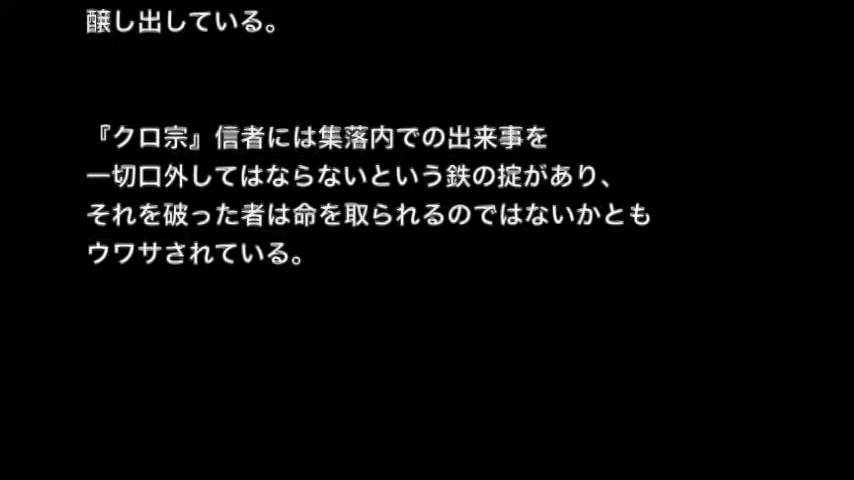 醸し出している。
『クロ宗』信者には集落内での出来事を
一切口外してはならないという鉄の掟があり、
それを破った者は命を取られるのではないかとも
ウワサされている。